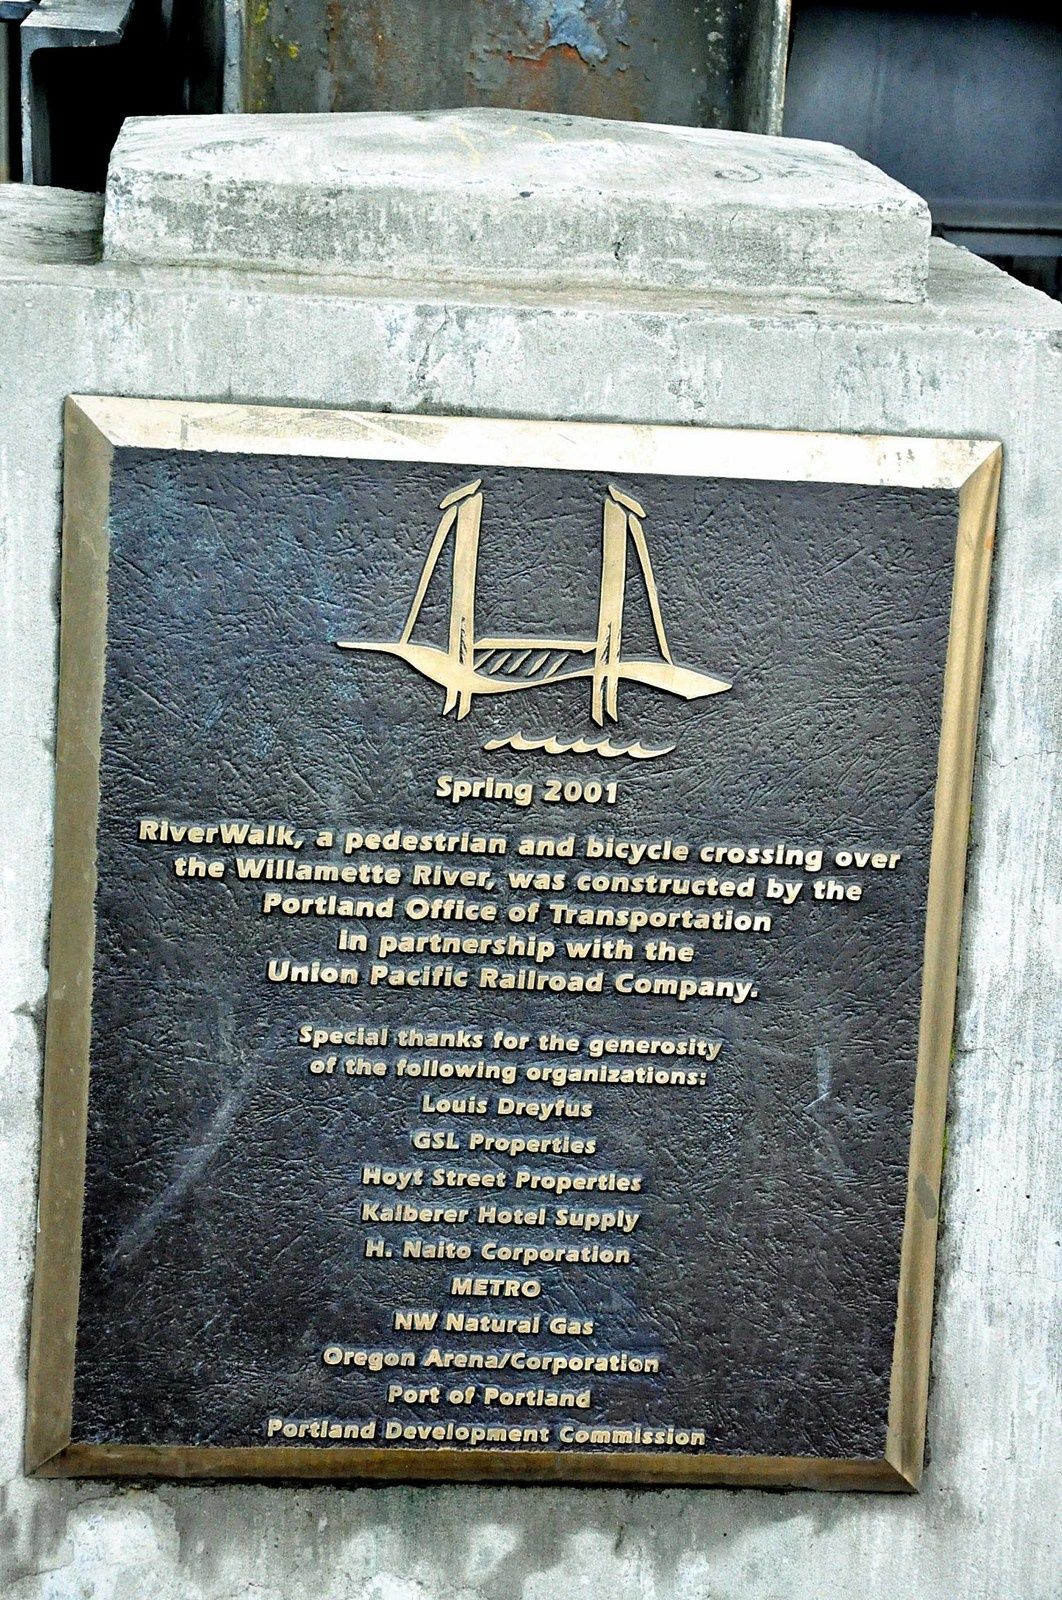 Spring 2001
RiverWalk, a pedestrian and bicycle crossing over
the Willamette River, was constructed by the
Portland Office of Transportation
in partnership with the
Union Pacific Railroad Company.
Special thanks for the generosity
of the following organizations:
Louis Dreyfus
GSL Properties
Hoyt Street Properties
Kalberer Hotel Supply
H. Naito Corporation
METRO
NW Natural Gas
Oregon Arena/Corporation
Port of Portland
Portland Development Commission